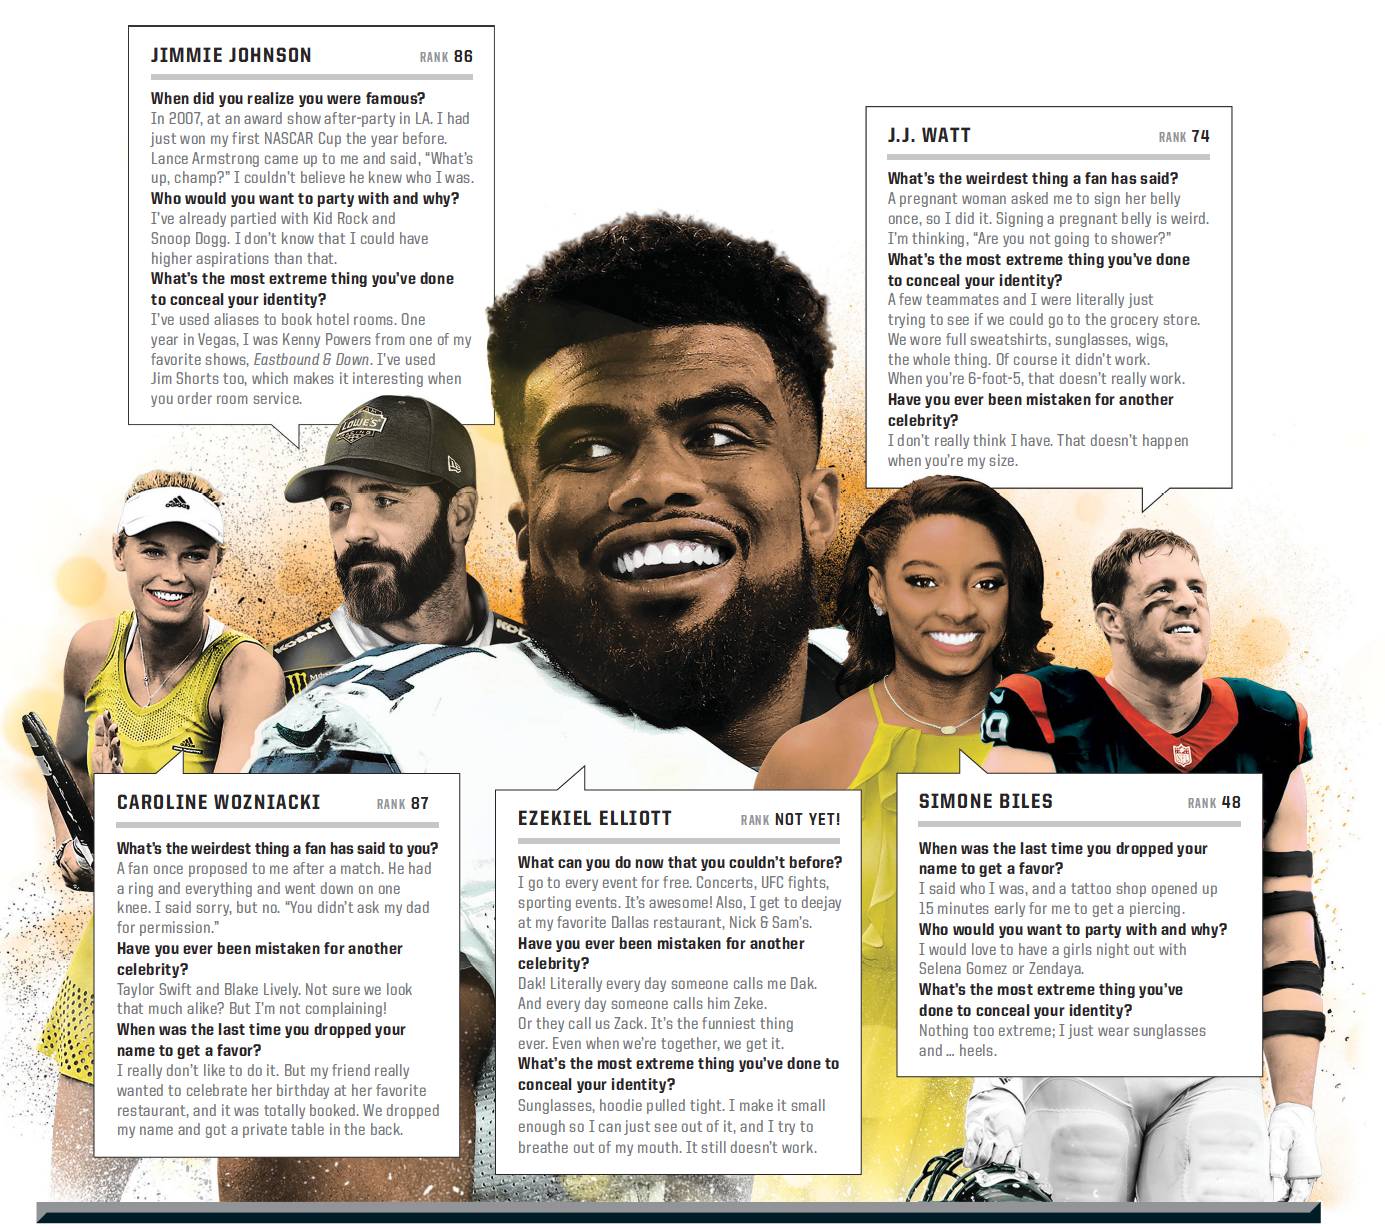 JIMMIE JOHNSON RANK 86
When did you realize you were famous?
In 2007, at an award show after-party in LA. I had
just won my first NASCAR Cup the year before.
Lance Armstrong came up to me and said, “What’s
up, champ?” I couldn’t believe he knew who I was.
Who would you want to party with and why?
I’ve already partied with Kid Rock and
Snoop Dogg. I don’t know that I could have
higher aspirations than that.
What’s the most extreme thing you’ve done
to conceal your identity?
I’ve used aliases to book hotel rooms. One
year in Vegas, I was Kenny Powers from one of my
favorite shows, Eastbound & Down. I’ve used
Jim Shorts too, which makes it interesting when
you order room service.
J.J. WATT RANK 74
What’s the weirdest thing a fan has said?
A pregnant woman asked me to sign her belly
once, so I did it. Signing a pregnant belly is weird.
I’m thinking, “Are you not going to shower?”
What’s the most extreme thing you’ve done
to conceal your identity?
A few teammates and I were literally just
trying to see if we could go to the grocery store.
We wore full sweatshirts, sunglasses, wigs,
the whole thing. Of course it didn’t work.
When you’re 6-foot-5, that doesn’t really work.
Have you ever been mistaken for another
celebrity?
I don’t really think I have. That doesn’t happen
when you’re my size.
LOWE'S
adidas
KOBALT
KOL
adidas
NFL
CAROLINE WOZNIACKI RANK 87
What’s the weirdest thing a fan has said to you?
A fan once proposed to me after a match. He had
a ring and everything and went down on one
knee. I said sorry, but no. “You didn’t ask my dad
for permission.”
Have you ever been mistaken for another
celebrity?
Taylor Swift and Blake Lively. Not sure we look
that much alike? But I’m not complaining!
When was the last time you dropped your
name to get a favor?
I really don’t like to do it. But my friend really
wanted to celebrate her birthday at her favorite
restaurant, and it was totally booked. We dropped
my name and got a private table in the back.
EZEKIEL ELLIOTT RANK NOT YET!
What can you do now that you couldn’t before?
I go to every event for free. Concerts, UFC fights,
sporting events. It’s awesome! Also, I get to deejay
at my favorite Dallas restaurant, Nick & Sam’s.
Have you ever been mistaken for another
celebrity?
Dak! Literally every day someone calls me Dak.
And every day someone calls him Zeke.
Or they call us Zack. It’s the funniest thing
ever. Even when we’re together, we get it.
What’s the most extreme thing you’ve done to
conceal your identity?
Sunglasses, hoodie pulled tight. I make it small
enough so I can just see out of it, and I try to
breathe out of my mouth. It still doesn’t work.
SIMONE BILES RANK 48
When was the last time you dropped your
name to get a favor?
I said who I was, and a tattoo shop opened up
15 minutes early for me to get a piercing.
Who would you want to party with and why?
I would love to have a girls night out with
Selena Gomez or Zendaya.
What’s the most extreme thing you’ve
done to conceal your identity?
Nothing too extreme; I just wear sunglasses
and ... heels.